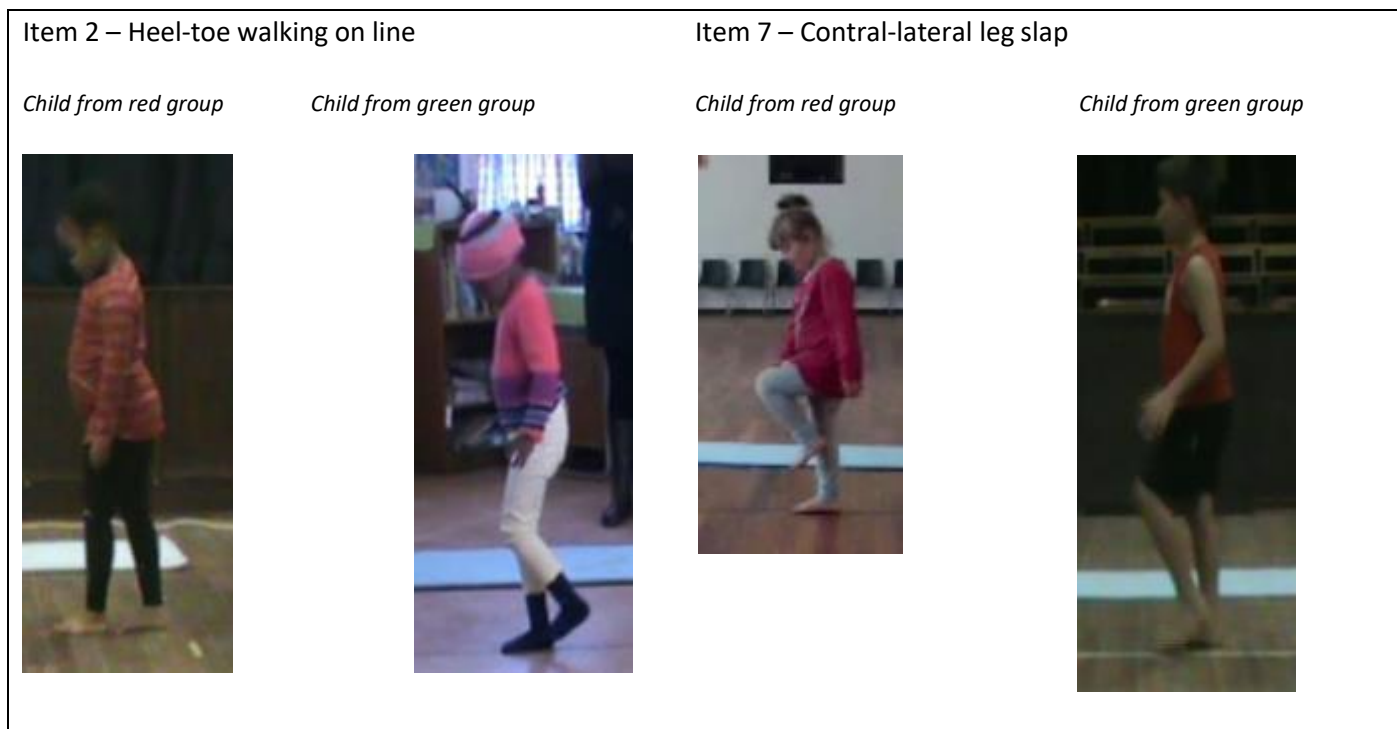 Item 2 – Heel-toe walking on line
Item 7 – Contral-lateral leg slap
Child from red group
Child from green group
Child from red group
Child from green group